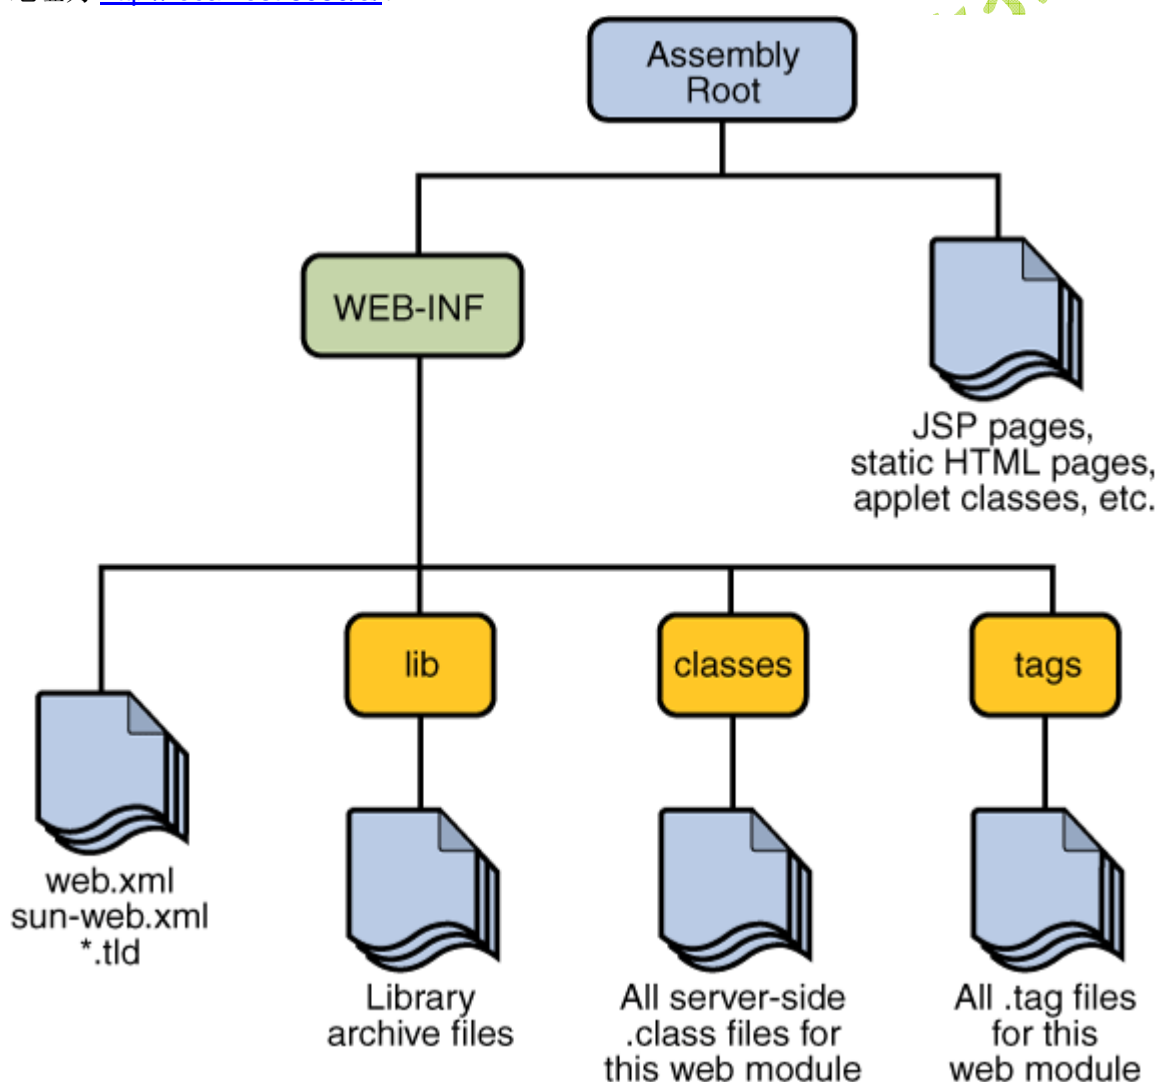 Assembly
Root
WEB-INF
JSP pages,
static HTML pages,
applet classes, etc.
lib
classes
tags
web.xml
sun-web.xml
*.tld
Library
archive files
All server-side
.class files for
this web module
All .tag files
for this
web module